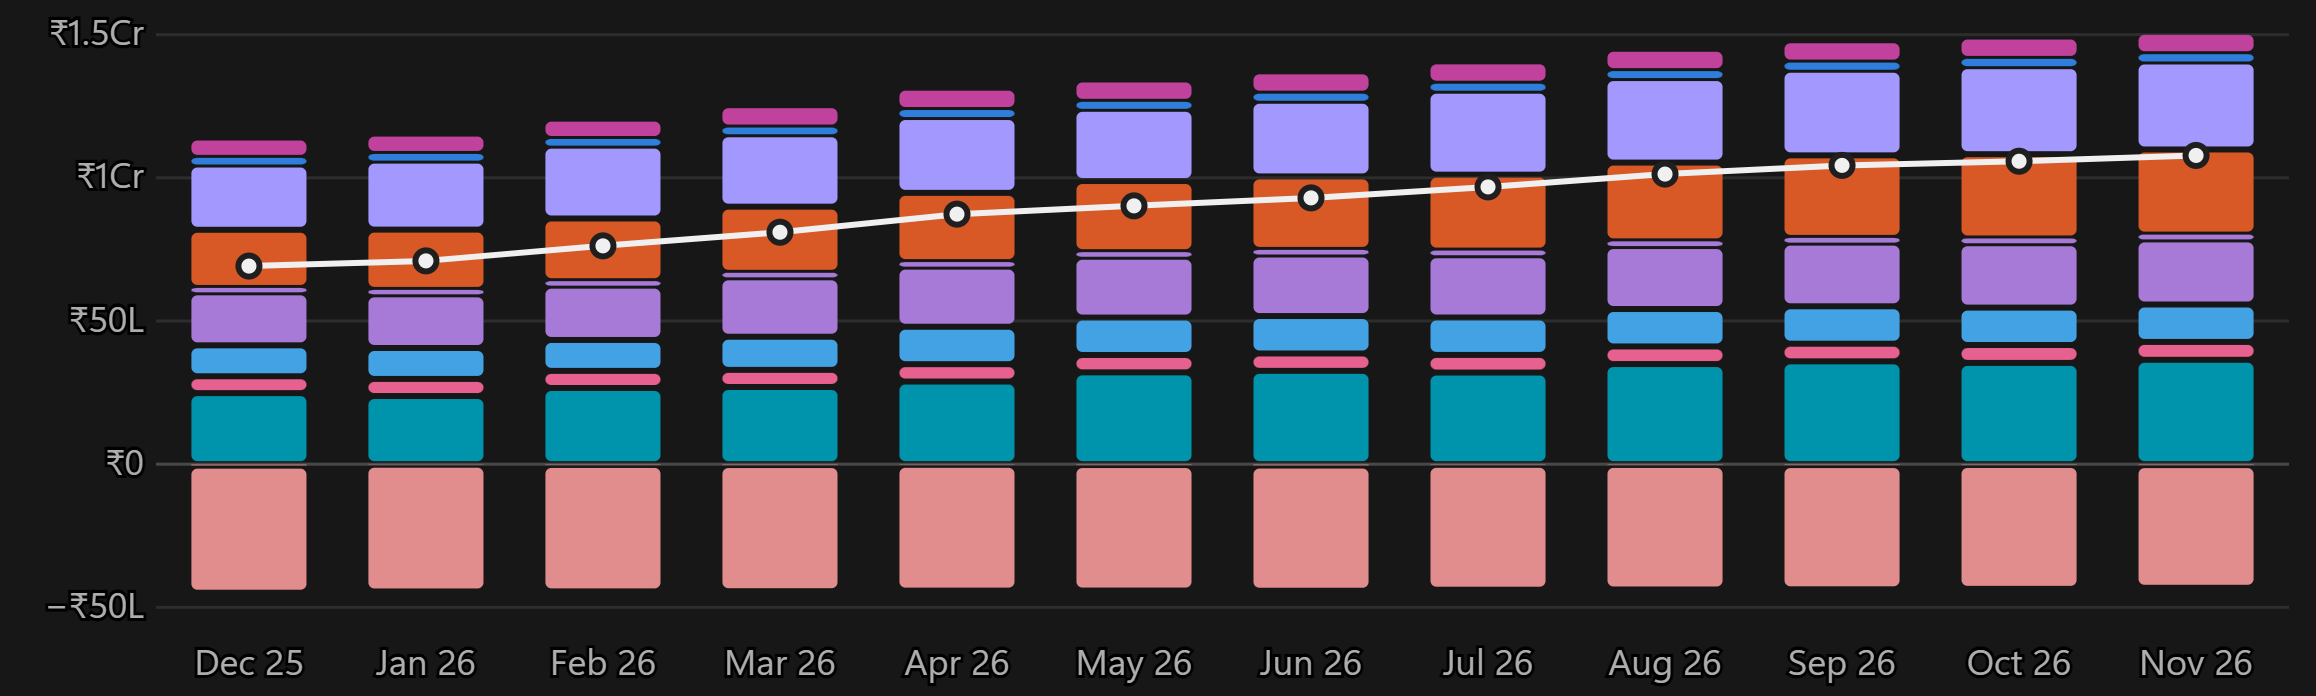 ₹1.5Cr
₹1Cr
₹50L
₹0
−₹50L
Dec 25 Jan 26 Feb 26 Mar 26 Apr 26 May 26 Jun 26 Jul 26 Aug 26 Sep 26 Oct 26 Nov 26